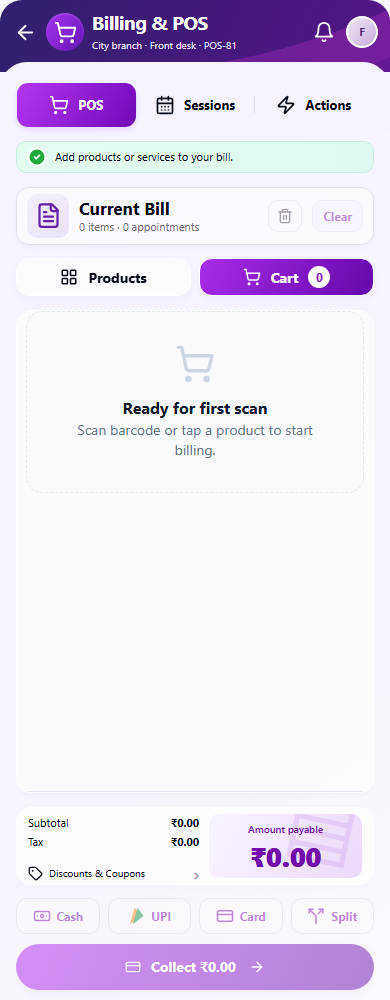 Billing & POS
City branch · Front desk · POS-81
F
POS
Sessions
Actions
Add products or services to your bill.
Current Bill
0 items · 0 appointments
Clear
Products
Cart 0
Ready for first scan
Scan barcode or tap a product to start
billing.
Subtotal ₹0.00
Tax ₹0.00
Discounts & Coupons
Amount payable
₹0.00
Cash
UPI
Card
Split
Collect ₹0.00